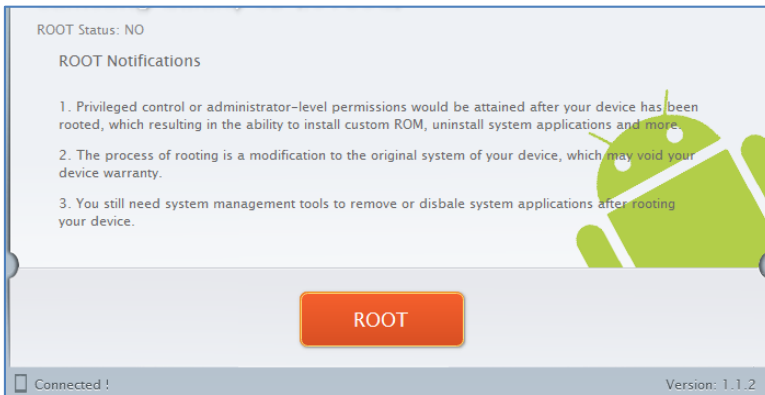 ROOT Status: NO
ROOT Notifications
1. Privileged control or administrator-level permissions would be attained after your device has been
rooted, which resulting in the ability to install custom ROM, uninstall system applications and more.
2. The process of rooting is a modification to the original system of your device, which may void your
device warranty.
3. You still need system management tools to remove or disbale system applications after rooting
your device.
ROOT
Connected !
Version: 1.1.2